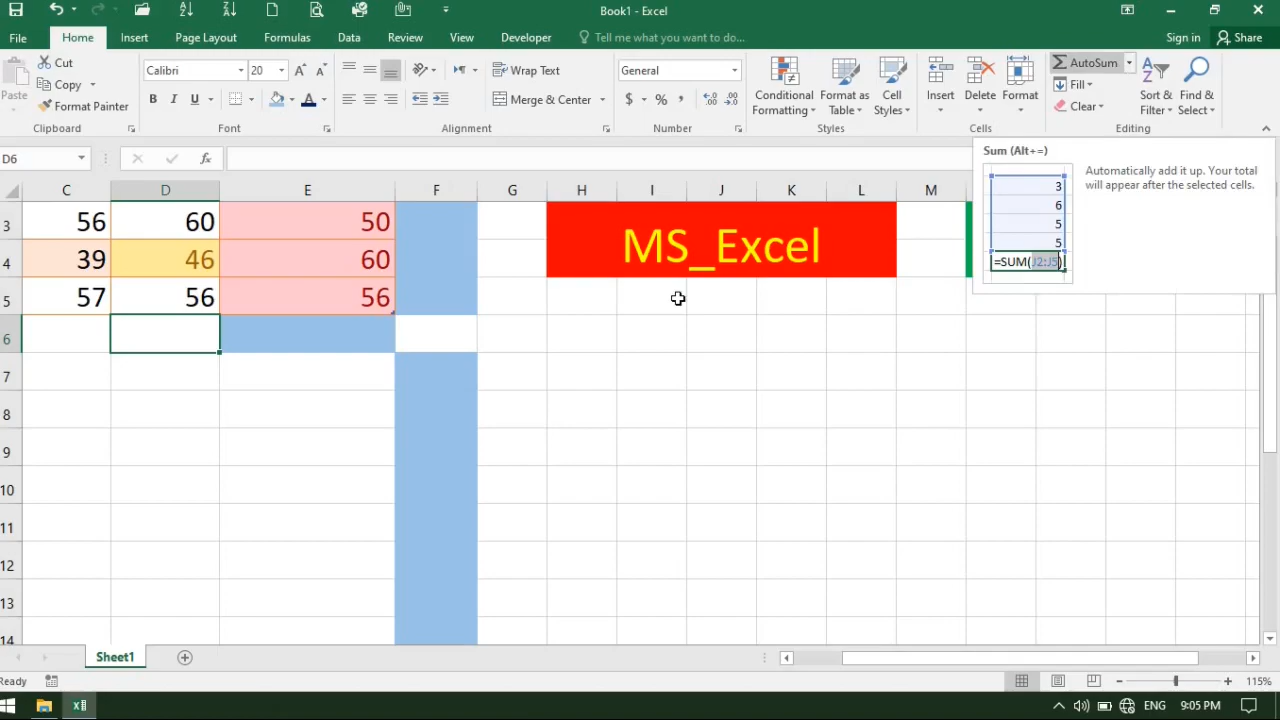 Book1 - Excel
File Home Insert Page Layout Formulas Data Review View Developer Tell me what you want to do... Sign in Share
Cut Calibri 20 Wrap Text General AutoSum
Copy Fill
Paste Format Painter B I U Merge & Center $ % , Conditional Formatting Format as Table Cell Styles Insert Delete Format Clear Sort & Filter Find & Select
Clipboard Font Alignment Number Styles Cells Editing
D6 fx
Sum (Alt+=)
Automatically add it up. Your total
will appear after the selected cells.
3
6
5
5
=SUM(J2:J5)
C D E F G H I J K L M
3 56 60 50
MS_Excel
4 39 46 60
5 57 56 56
6
7
8
9
10
11
12
13
14
Sheet1
Ready 115%
ENG 9:05 PM